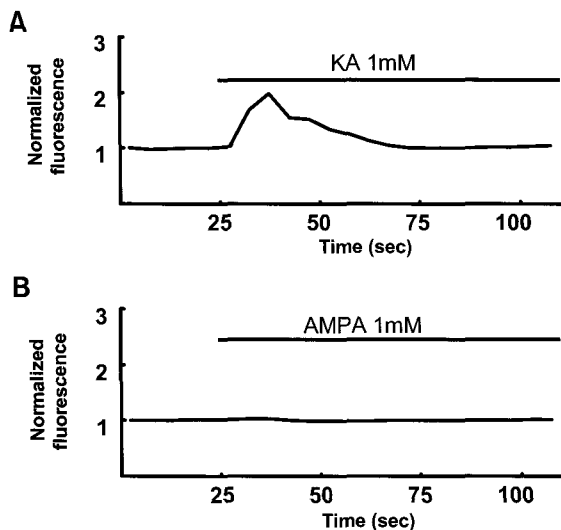 A
3
2
1
Normalized
fluorescence
KA 1mM
25 50 75 100
Time (sec)
B
3
2
1
Normalized
fluorescence
AMPA 1mM
25 50 75 100
Time (sec)